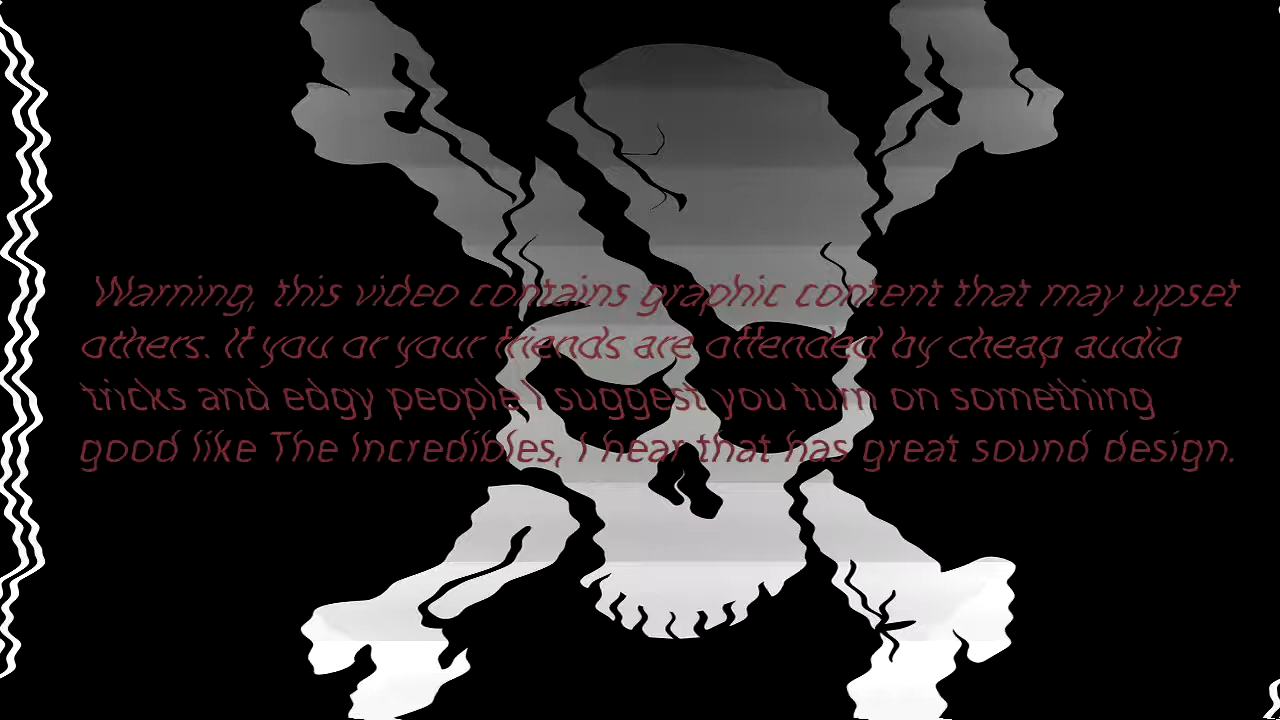 Warning, this video contains graphic content that may upset
others. If you or your friends are offended by cheap audio
tricks and edgy people I suggest you turn on something
good like The Incredibles, I hear that has great sound design.